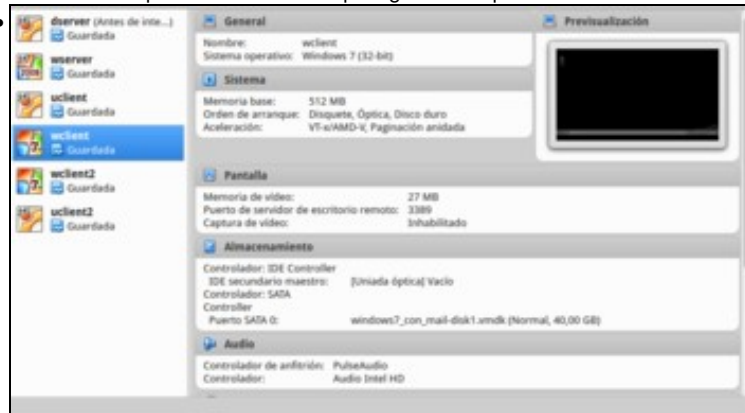 dserver (Antes de inte...)
Guardada
wserver
Guardada
uclient
Guardada
wclient
Guardada
wclient2
Guardada
uclient2
Guardada
General
Nombre: wclient
Sistema operativo: Windows 7 (32-bit)
Sistema
Memoria base: 512 MB
Orden de arranque: Disquete, Óptica, Disco duro
Aceleración: VT-x/AMD-V, Paginación anidada
Previsualización
Pantalla
Memoria de vídeo: 27 MB
Puerto de servidor de escritorio remoto: 3389
Captura de vídeo: Inhabilitado
Almacenamiento
Controlador: IDE Controller
IDE secundario maestro: [Uniada óptica] Vacío
Controlador: SATA
Controller
Puerto SATA 0: windows7_con_mail-disk1.vmdk (Normal, 40,00 GB)
Audio
Controlador de anfitrión: PulseAudio
Controlador: Audio Intel HD